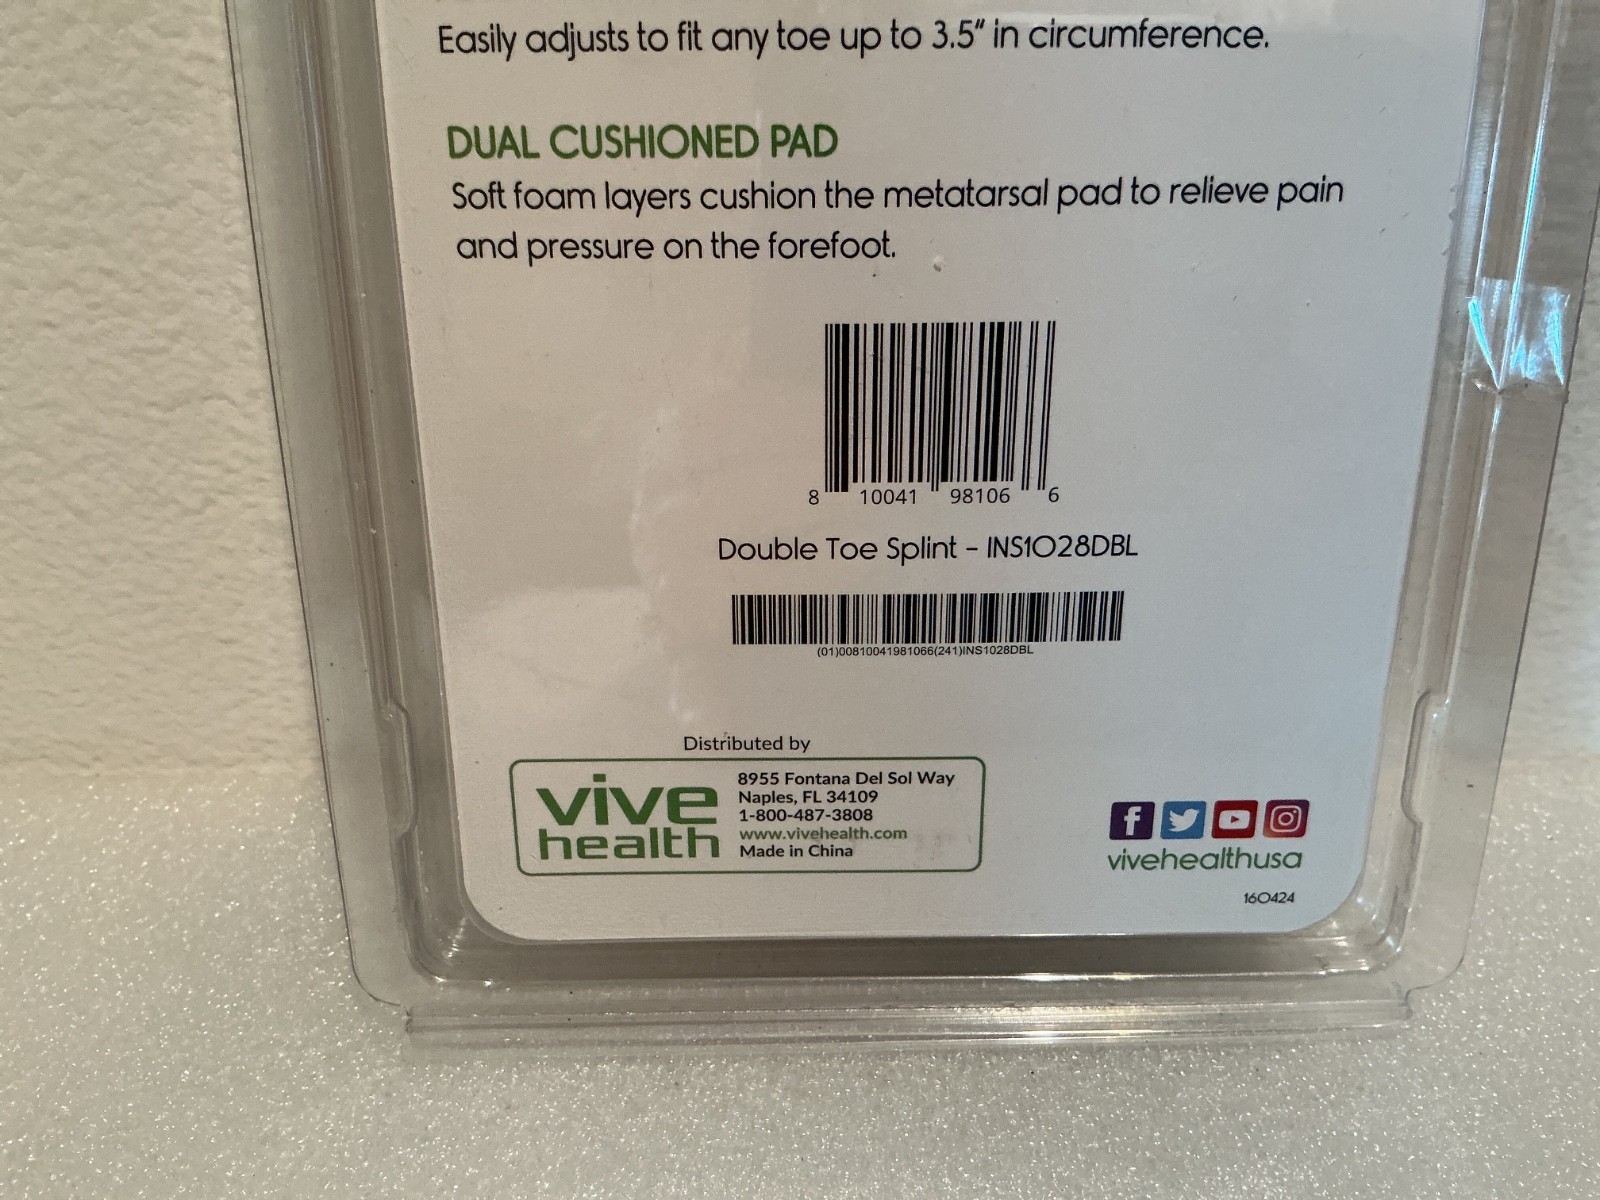 Easily adjusts to fit any toe up to 3.5" in circumference.
DUAL CUSHIONED PAD
Soft foam layers cushion the metatarsal pad to relieve pain
and pressure on the forefoot.
8 10041 98106 6
Double Toe Splint - INS1028DBL
(01)00810041981066(241)INS1028DBL
Distributed by
vive health
8955 Fontana Del Sol Way
Naples, FL 34109
1-800-487-3808
www.vivehealth.com
Made in China
vivehealthusa
160424